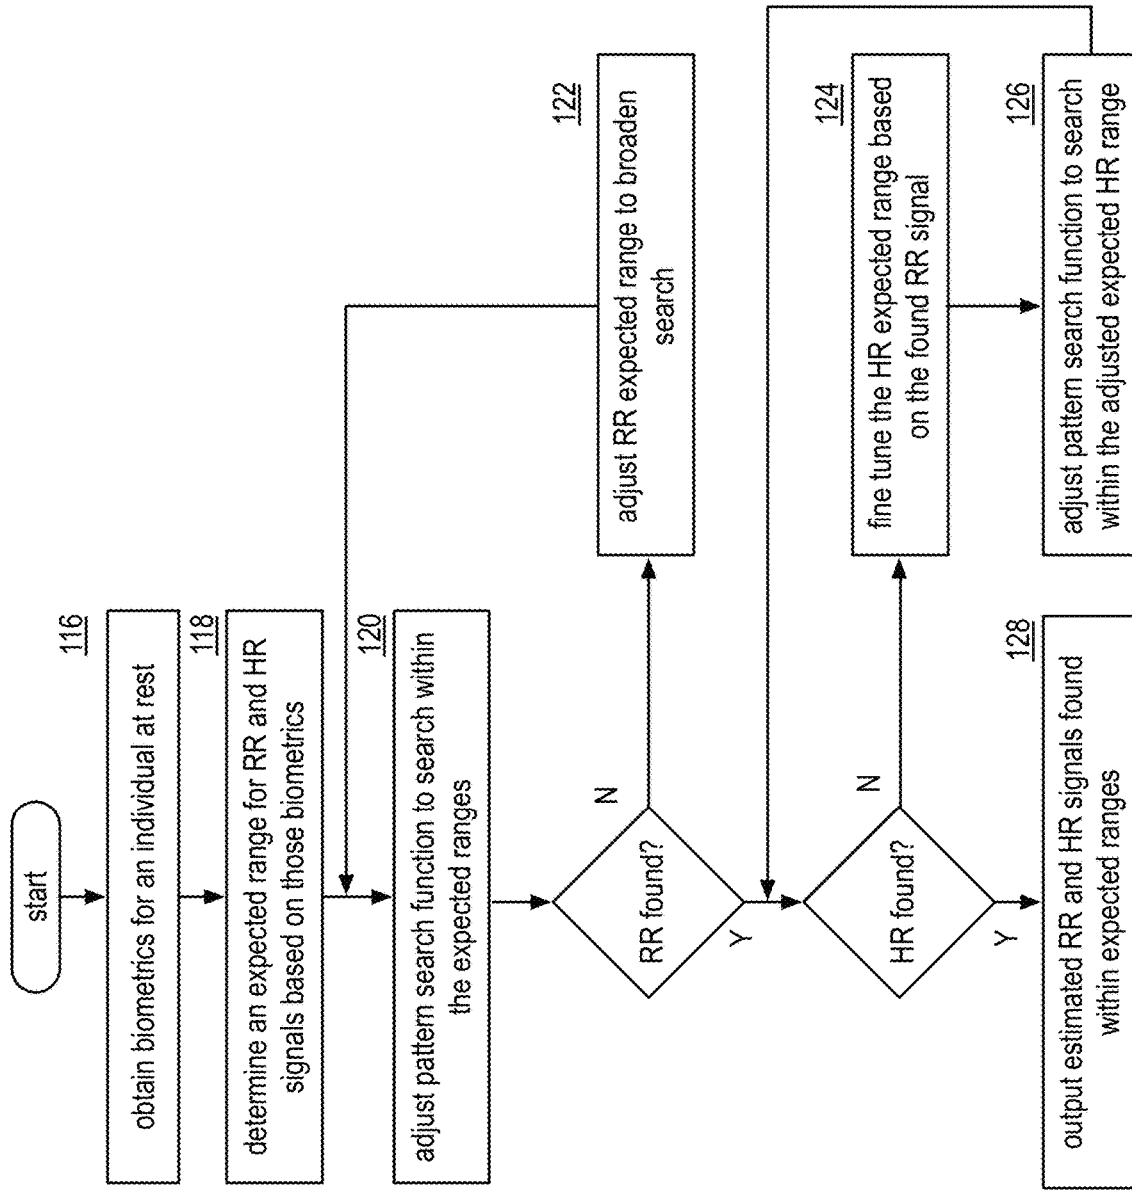 start
116
obtain biometrics for an individual at rest
118
determine an expected range for RR and HR
signals based on those biometrics
120
adjust pattern search function to search within
the expected ranges
RR found?
N
Y
122
adjust RR expected range to broaden
search
HR found?
N
Y
124
fine tune the HR expected range based
on the found RR signal
126
adjust pattern search function to search
within the adjusted expected HR range
128
output estimated RR and HR signals found
within expected ranges